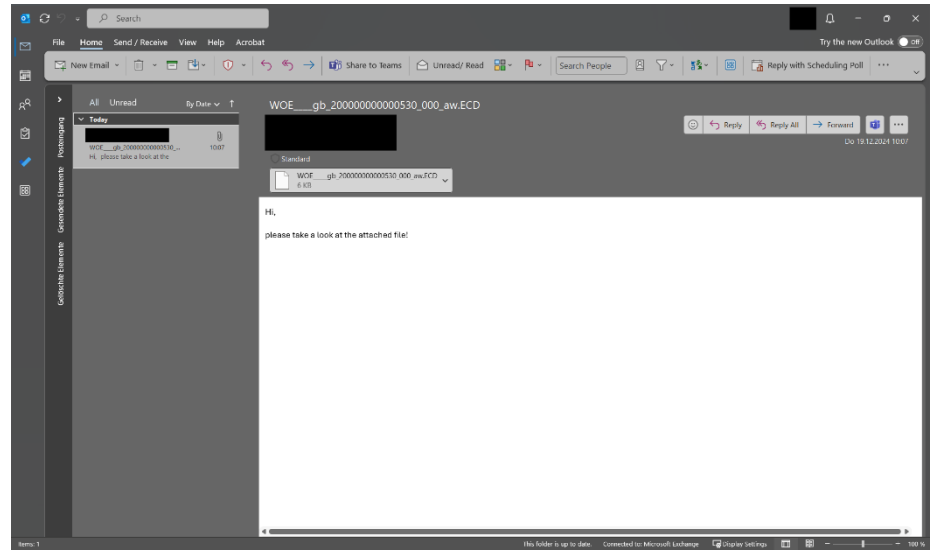 Search
File Home Send / Receive View Help Acrobat
Try the new Outlook Off
New Email Share to Teams Unread/ Read Search People Reply with Scheduling Poll
All Unread By Date
Today
WOE___gb_200000000000530_... 10:07
Hi, please take a look at the
Posteingang
Gesendete Elemente
Gelöschte Elemente
WOE___gb_200000000000530_000_aw.ECD
Reply Reply All Forward
Do 19.12.2024 10:07
Standard
WOE___gb_200000000000530_000_aw.ECD
6 KB
Hi,
please take a look at the attached file!
Items: 1
This folder is up to date. Connected to: Microsoft Exchange Display Settings 100 %